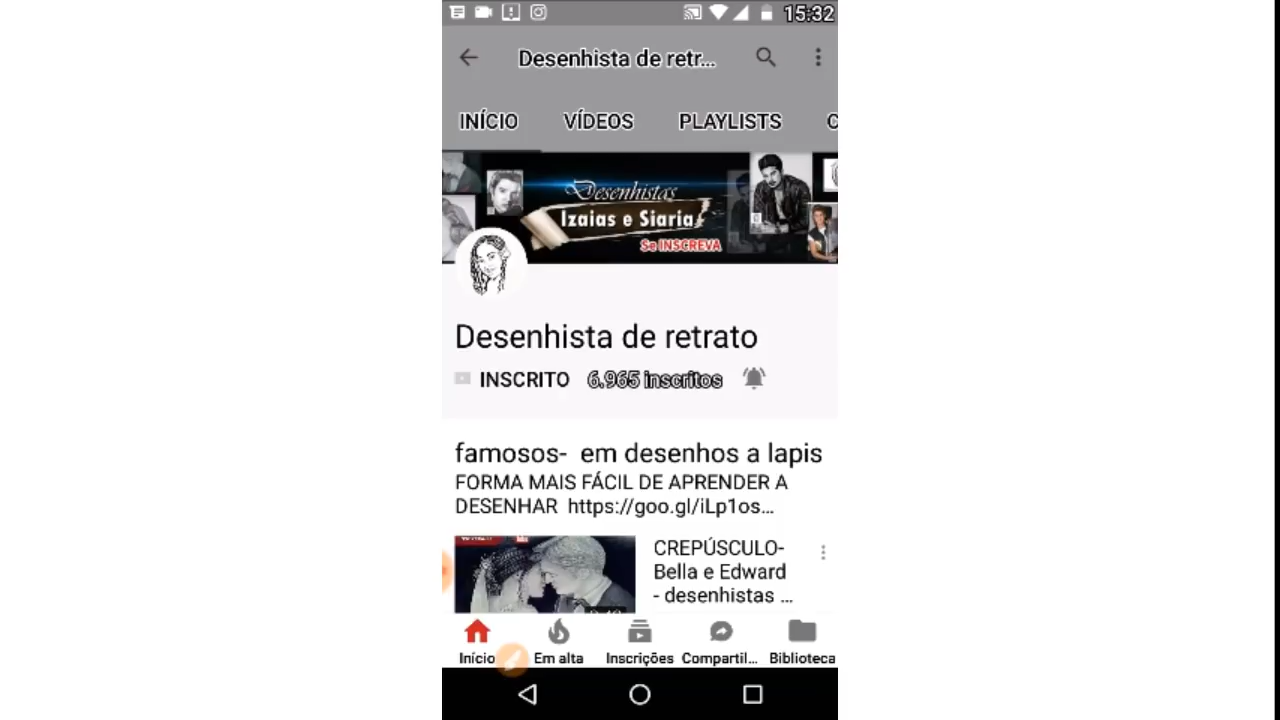 15:32
Desenhista de retr...
INÍCIO VÍDEOS PLAYLISTS C
Desenhistas
Izaias e Siaria
Se INSCREVA
Desenhista de retrato
INSCRITO 6.965 inscritos
famosos- em desenhos a lapis
FORMA MAIS FÁCIL DE APRENDER A
DESENHAR https://goo.gl/iLp1os...
CREPÚSCULO-
Bella e Edward
- desenhistas ...
Início Em alta Inscrições Compartil... Biblioteca